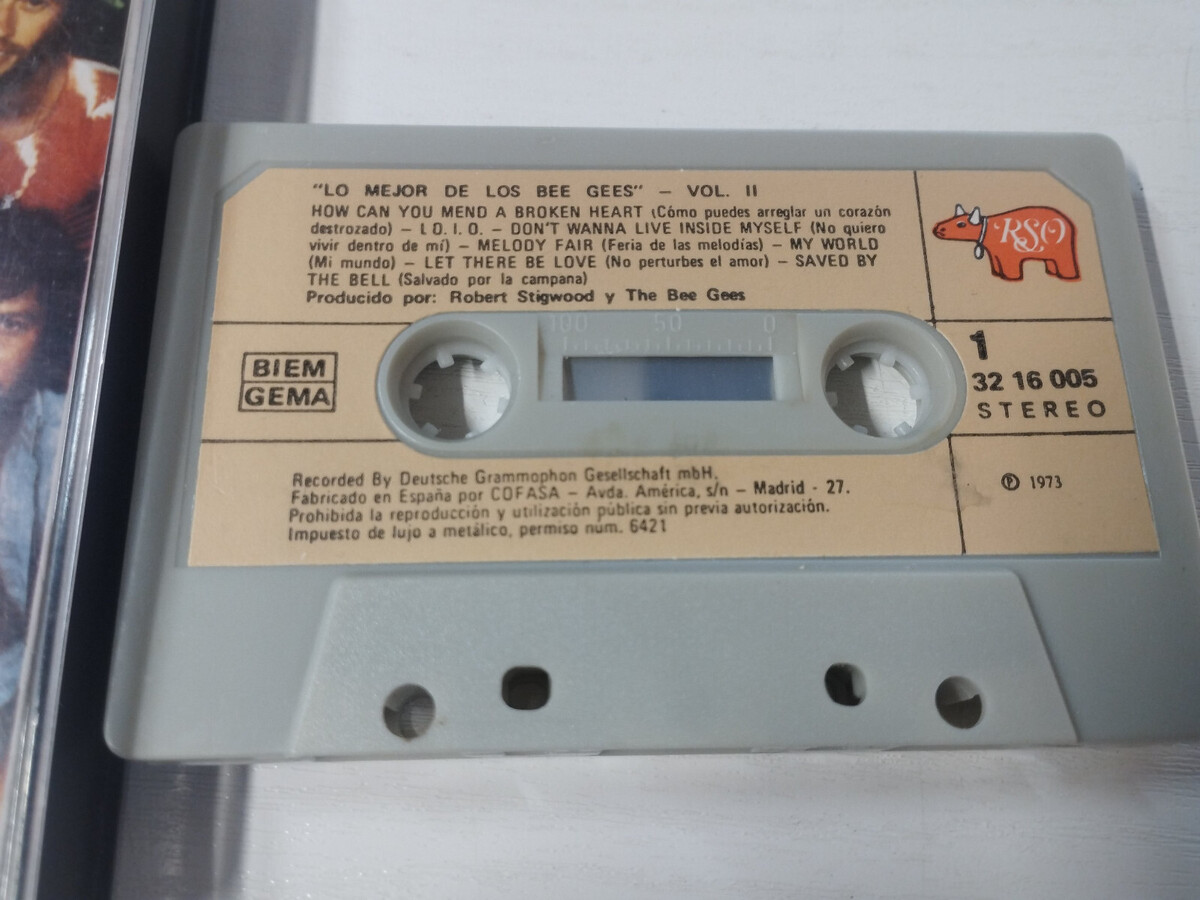 "LO MEJOR DE LOS BEE GEES" – VOL. II
HOW CAN YOU MEND A BROKEN HEART (Cómo puedes arreglar un corazón
destrozado) – I.O. I. O. – DON'T WANNA LIVE INSIDE MYSELF (No quiero
vivir dentro de mí) – MELODY FAIR (Feria de las melodías) – MY WORLD
(Mi mundo) – LET THERE BE LOVE (No perturbes el amor) – SAVED BY
THE BELL (Salvado por la campana)
Producido por: Robert Stigwood y The Bee Gees
RSO
100 50 0
BIEM
GEMA
1
32 16 005
STEREO
Recorded By Deutsche Grammophon Gesellschaft mbH.
Fabricado en España por COFASA – Avda. América, s/n – Madrid - 27.
Prohibida la reproducción y utilización pública sin previa autorización.
Impuesto de lujo a metálico, permiso núm. 6421
℗ 1973